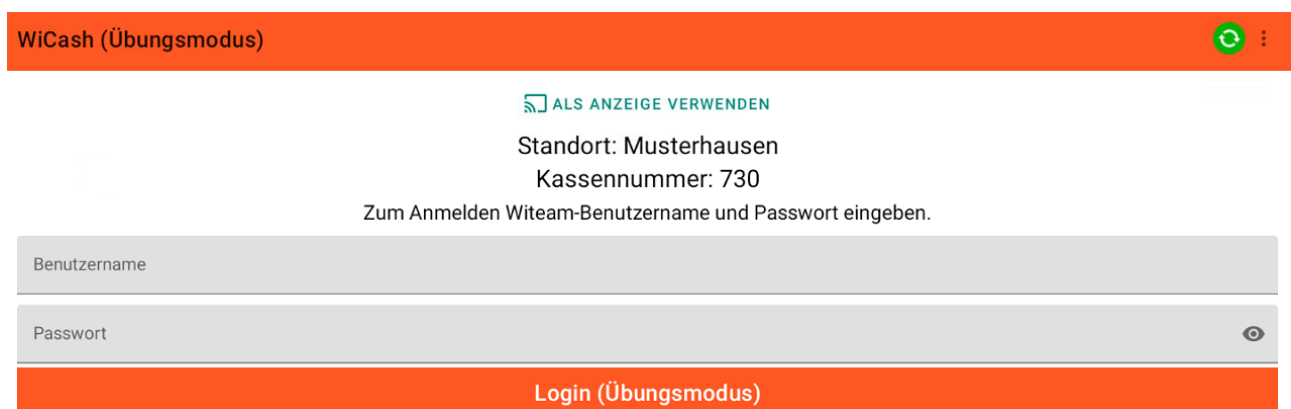 WiCash (Übungsmodus)
ALS ANZEIGE VERWENDEN
Standort: Musterhausen
Kassennummer: 730
Zum Anmelden Witeam-Benutzername und Passwort eingeben.
Benutzername
Passwort
Login (Übungsmodus)